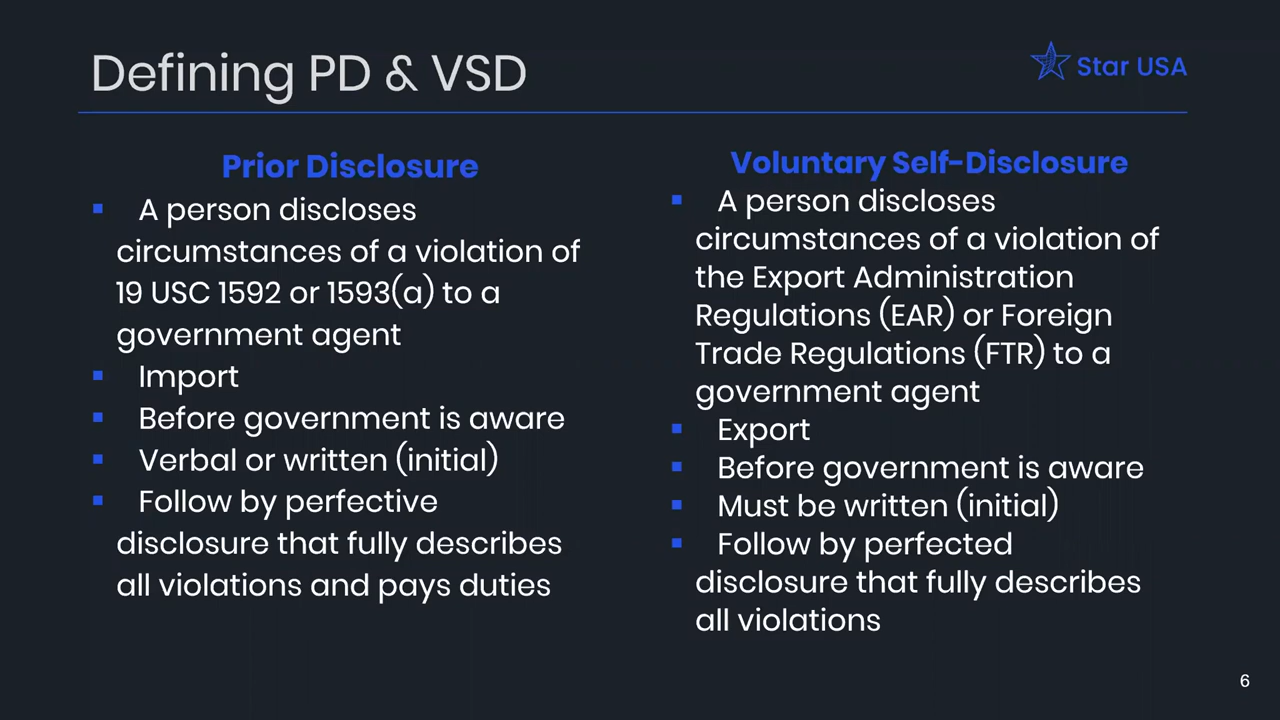 Defining PD & VSD
Star USA
Prior Disclosure
▪ A person discloses
circumstances of a violation of
19 USC 1592 or 1593(a) to a
government agent
▪ Import
▪ Before government is aware
▪ Verbal or written (initial)
▪ Follow by perfective
disclosure that fully describes
all violations and pays duties
Voluntary Self-Disclosure
▪ A person discloses
circumstances of a violation of
the Export Administration
Regulations (EAR) or Foreign
Trade Regulations (FTR) to a
government agent
▪ Export
▪ Before government is aware
▪ Must be written (initial)
▪ Follow by perfected
disclosure that fully describes
all violations
6